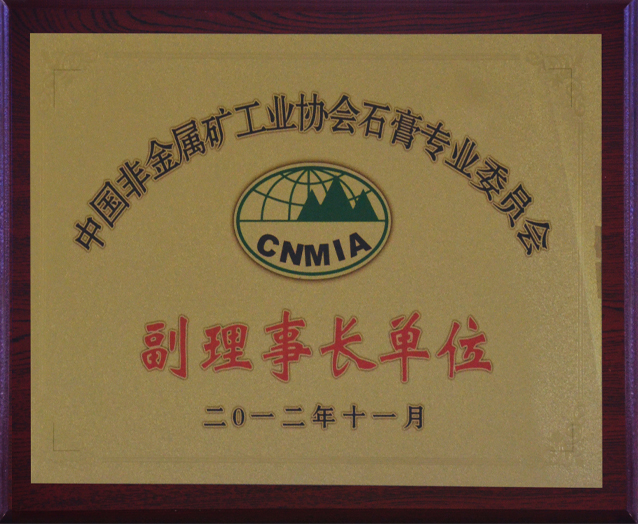 中国非金属矿工业协会石膏专业委员会
CNMIA
副理事长单位
二0一二年十一月